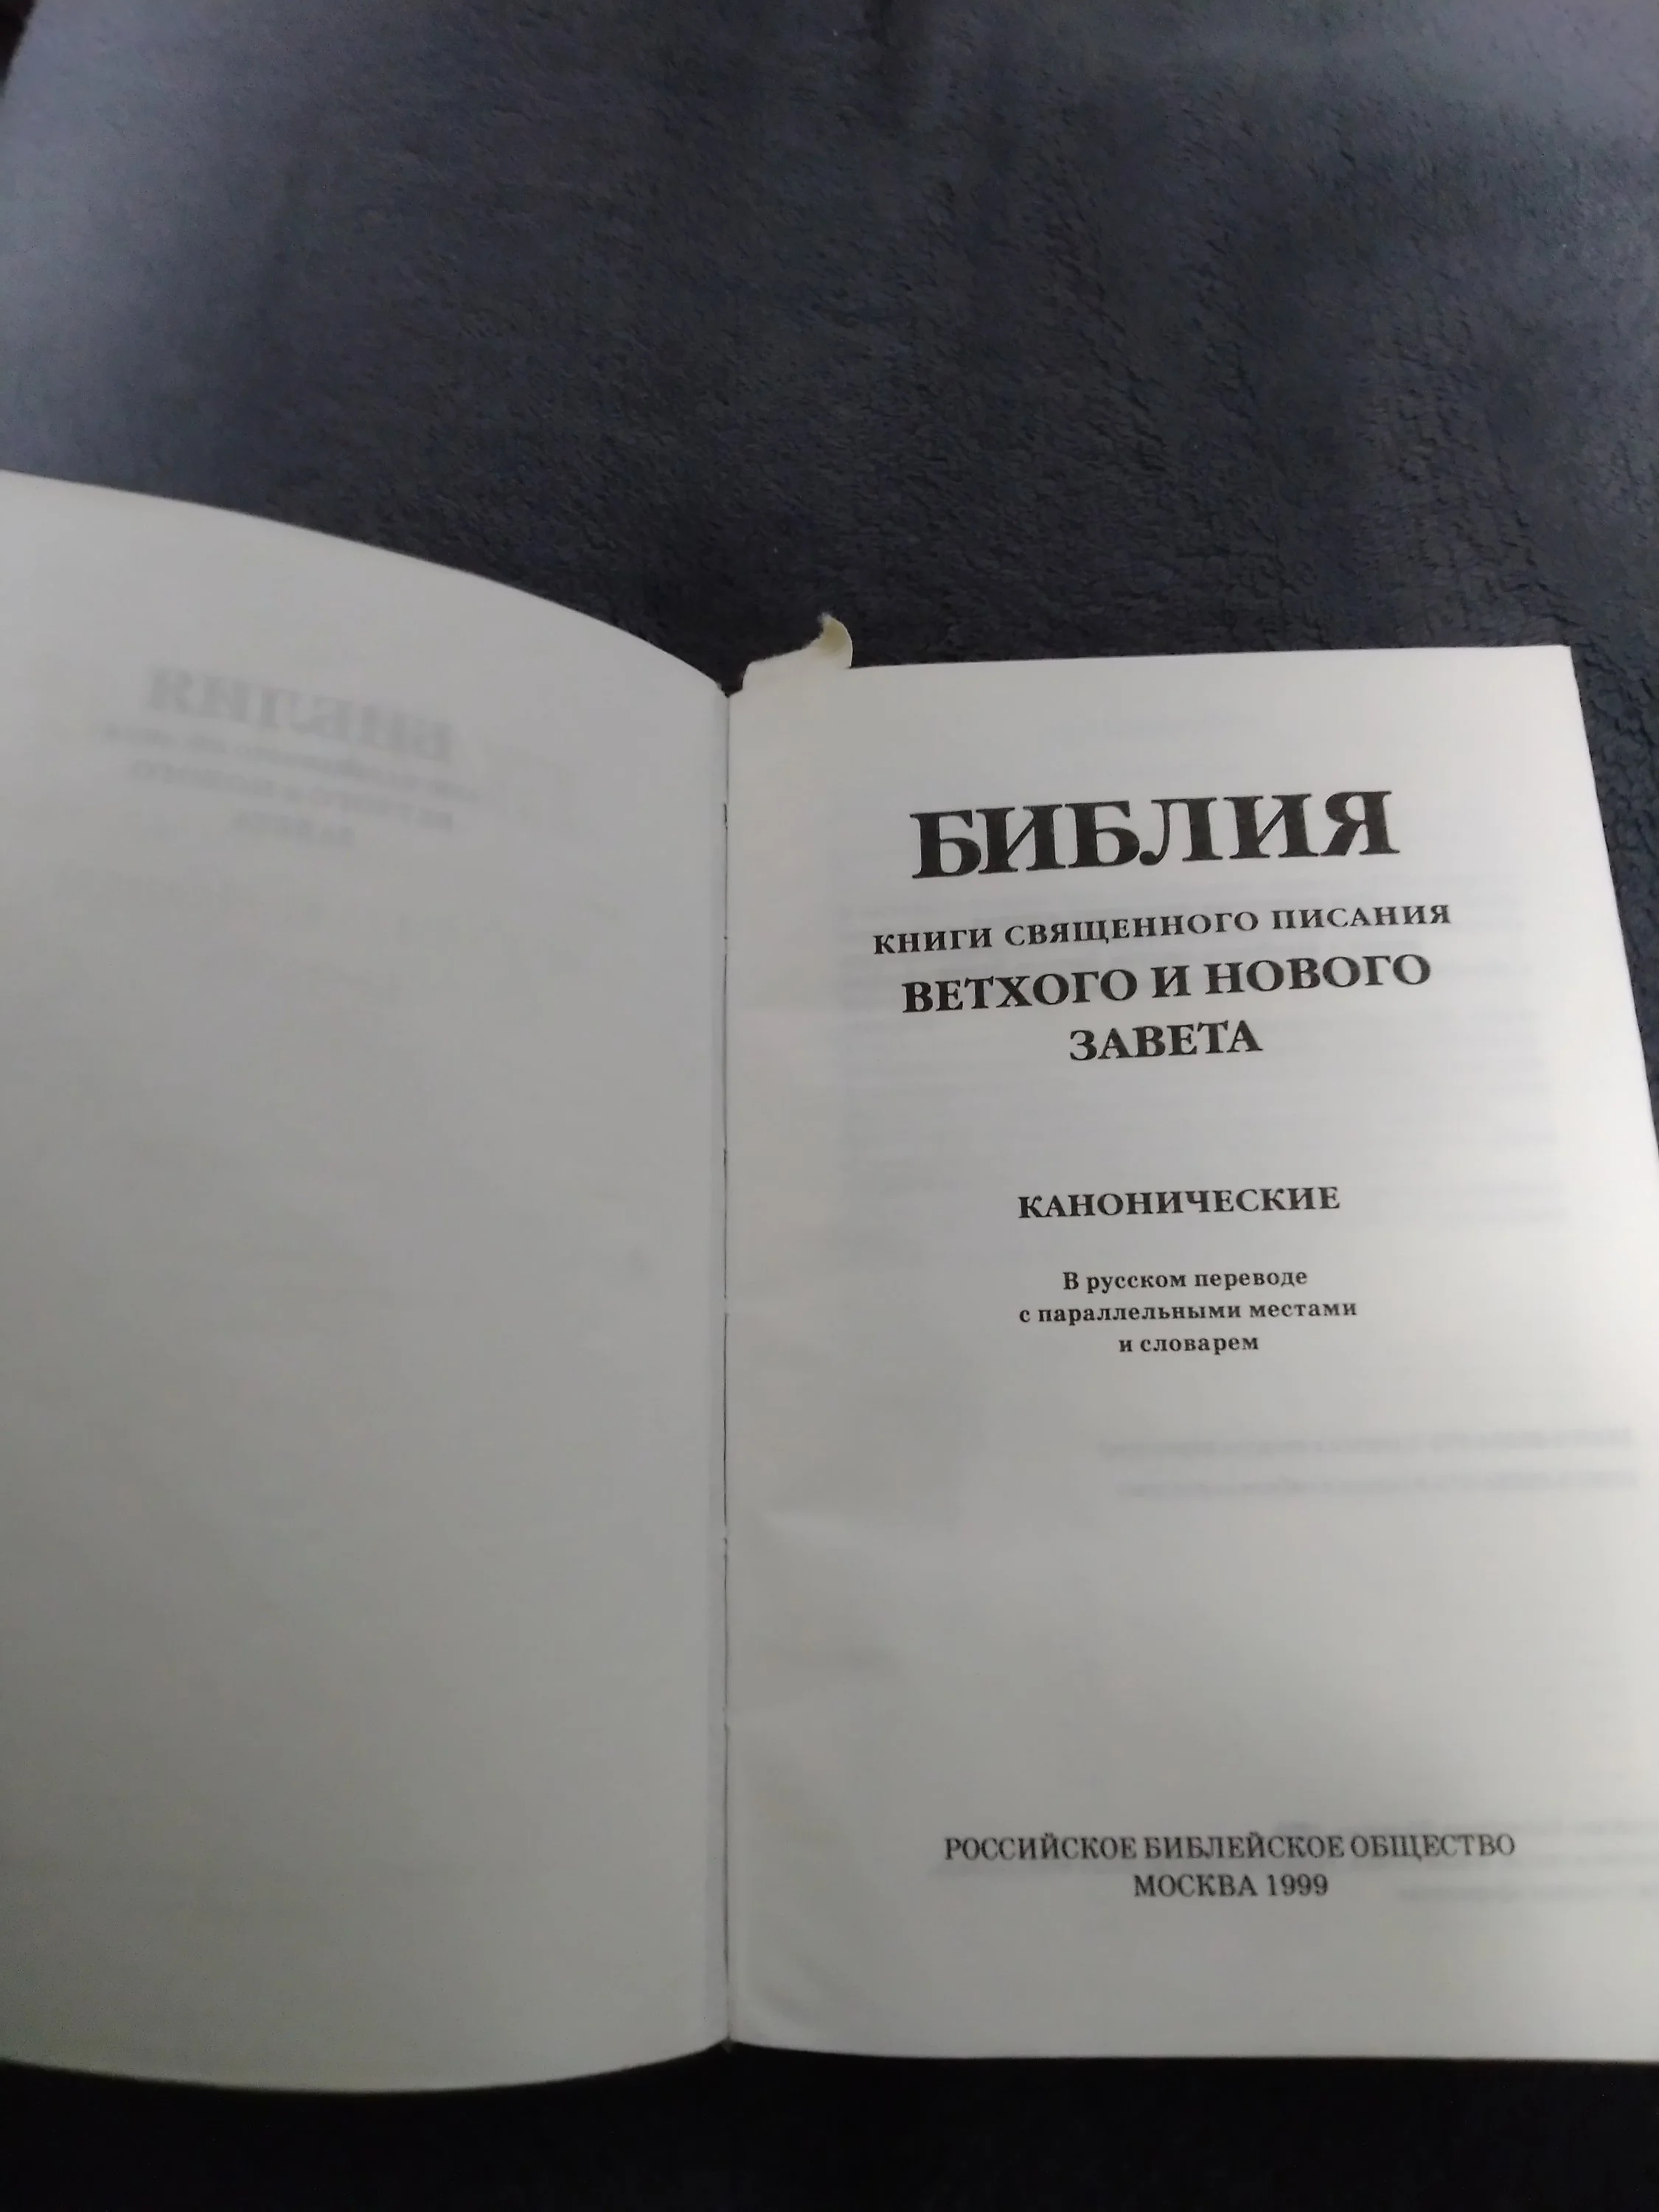 БИБЛИЯ
КНИГИ СВЯЩЕННОГО ПИСАНИЯ
ВЕТХОГО И НОВОГО
ЗАВЕТА
КАНОНИЧЕСКИЕ
В русском переводе
с параллельными местами
и словарем
РОССИЙСКОЕ БИБЛЕЙСКОЕ ОБЩЕСТВО
МОСКВА 1999